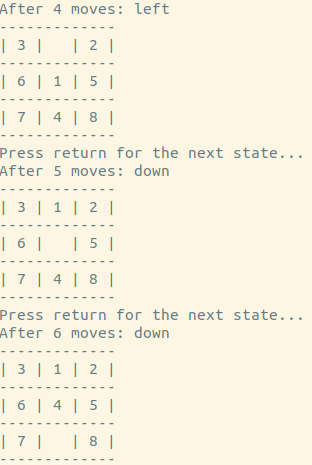 After 4 moves: left
-------------
| 3 |   | 2 |
-------------
| 6 | 1 | 5 |
-------------
| 7 | 4 | 8 |
-------------
Press return for the next state...
After 5 moves: down
-------------
| 3 | 1 | 2 |
-------------
| 6 |   | 5 |
-------------
| 7 | 4 | 8 |
-------------
Press return for the next state...
After 6 moves: down
-------------
| 3 | 1 | 2 |
-------------
| 6 | 4 | 5 |
-------------
| 7 |   | 8 |
-------------